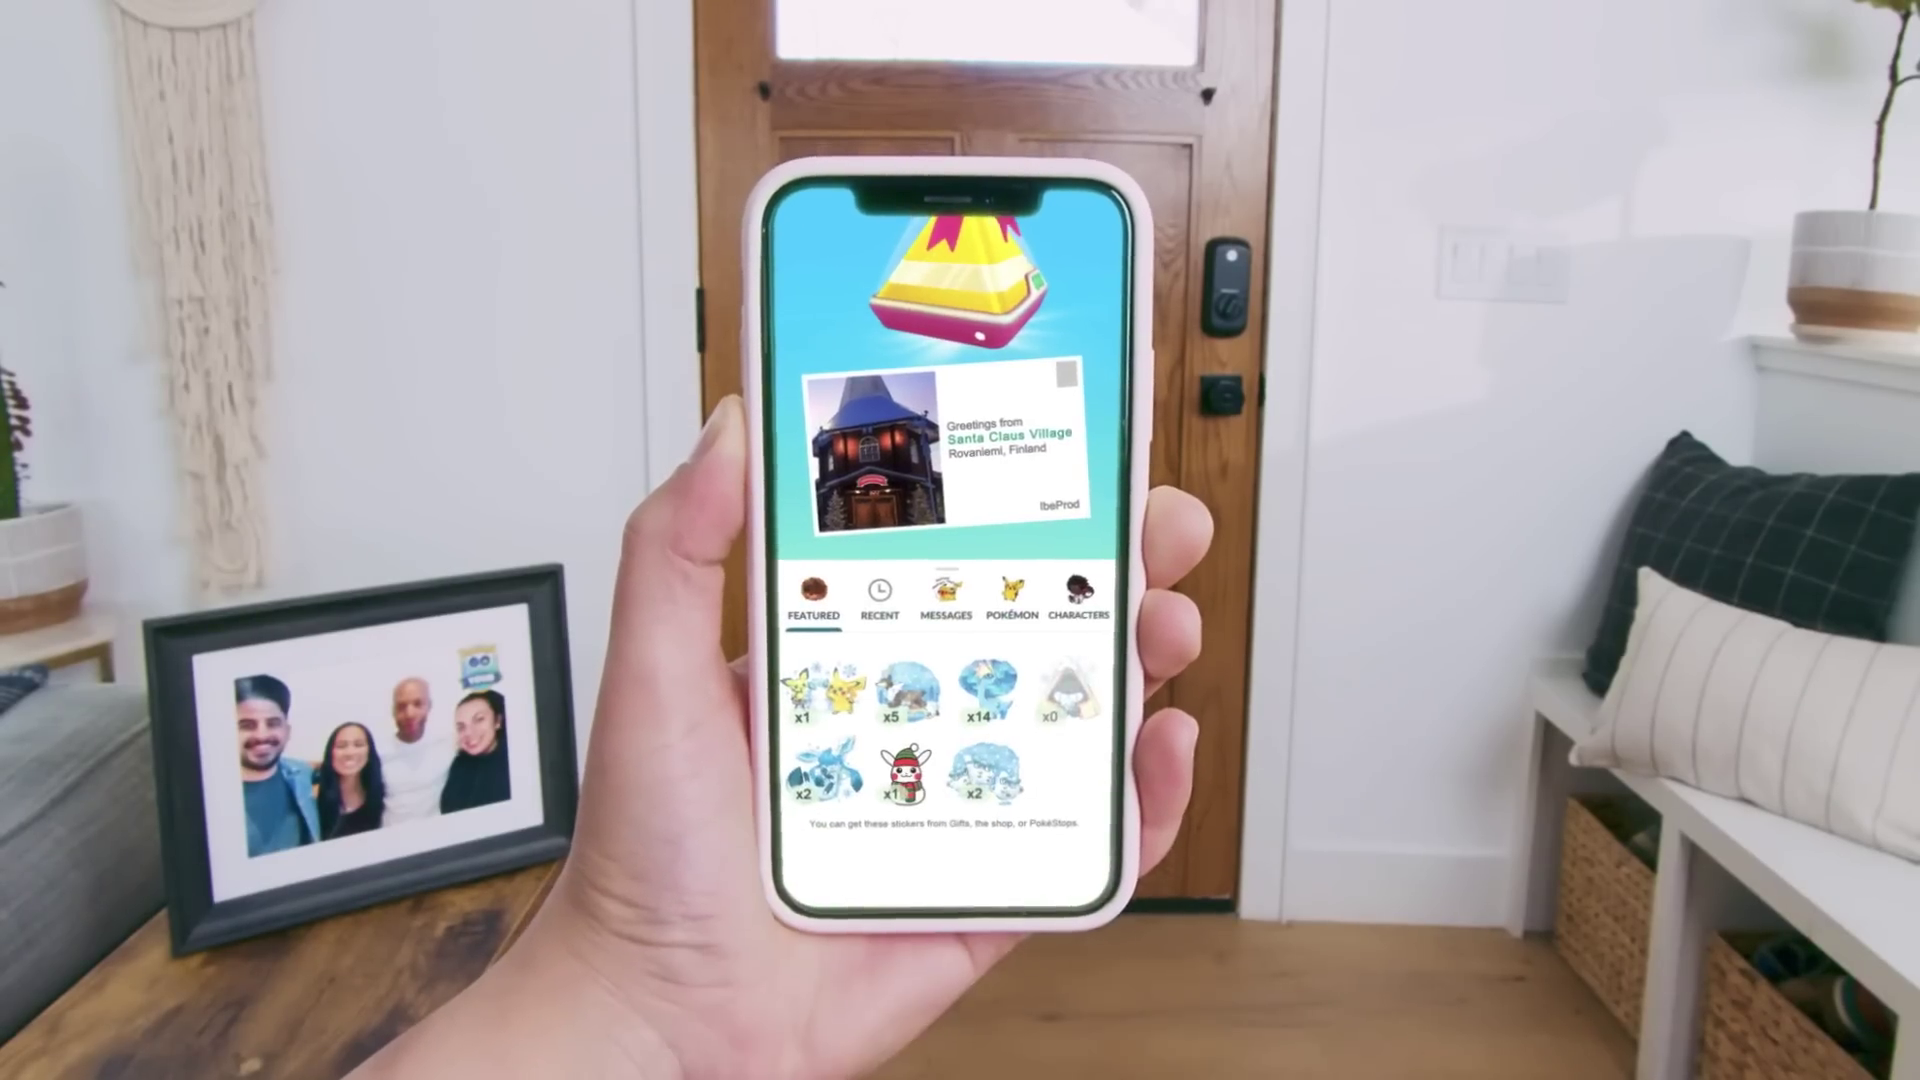 Greetings from
Santa Claus Village
Rovaniemi, Finland
IbeProd
FEATURED
RECENT
MESSAGES
POKÉMON
CHARACTERS
x1
x5
x14
x0
x2
x1
x2
You can get these stickers from Gifts, the shop, or PokéStops.